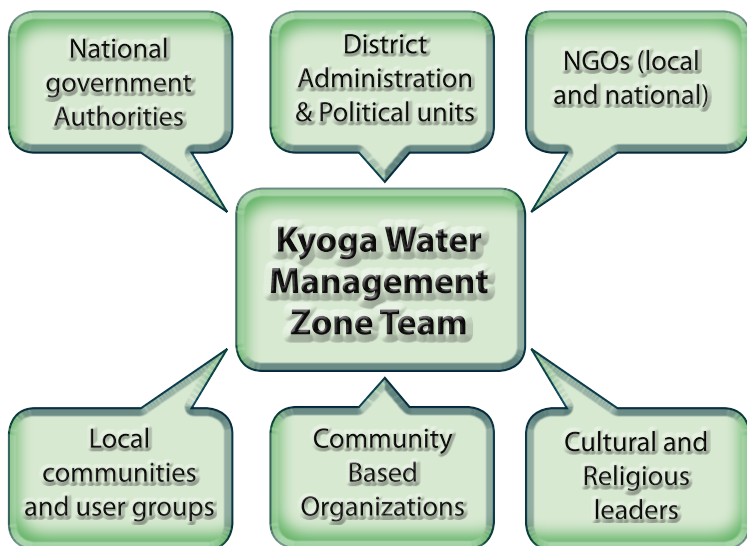 National
government
Authorities
District
Administration
& Political units
NGOs (local
and national)
Kyoga Water
Management
Zone Team
Local
communities
and user groups
Community
Based
Organizations
Cultural and
Religious
leaders